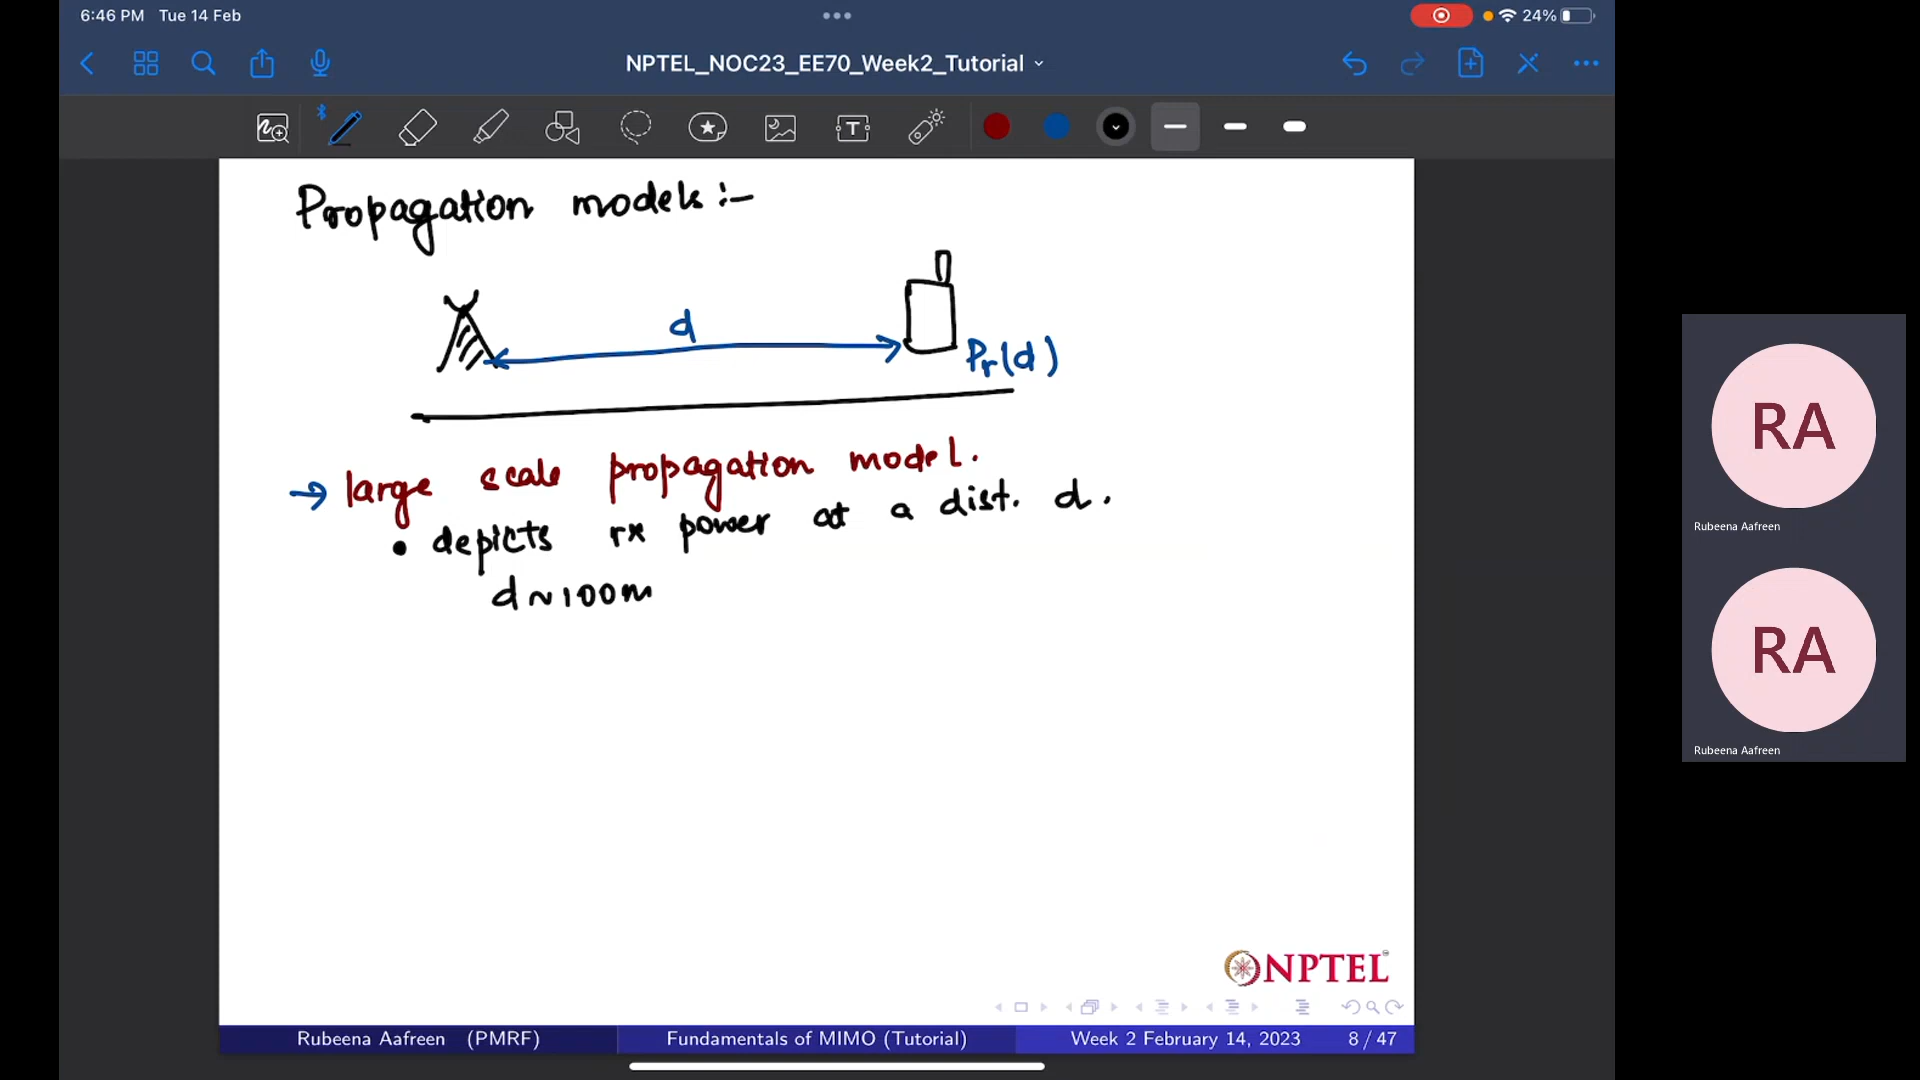 6:46 PM Tue 14 Feb
24%
NPTEL_NOC23_EE70_Week2_Tutorial
T
Propagation models :-
d
Pr(d)
→ large scale propagation model.
• depicts rx power at a dist. d.
d ~ 100m
NPTEL
Rubeena Aafreen (PMRF) Fundamentals of MIMO (Tutorial) Week 2 February 14, 2023 8 / 47
RA
Rubeena Aafreen
RA
Rubeena Aafreen